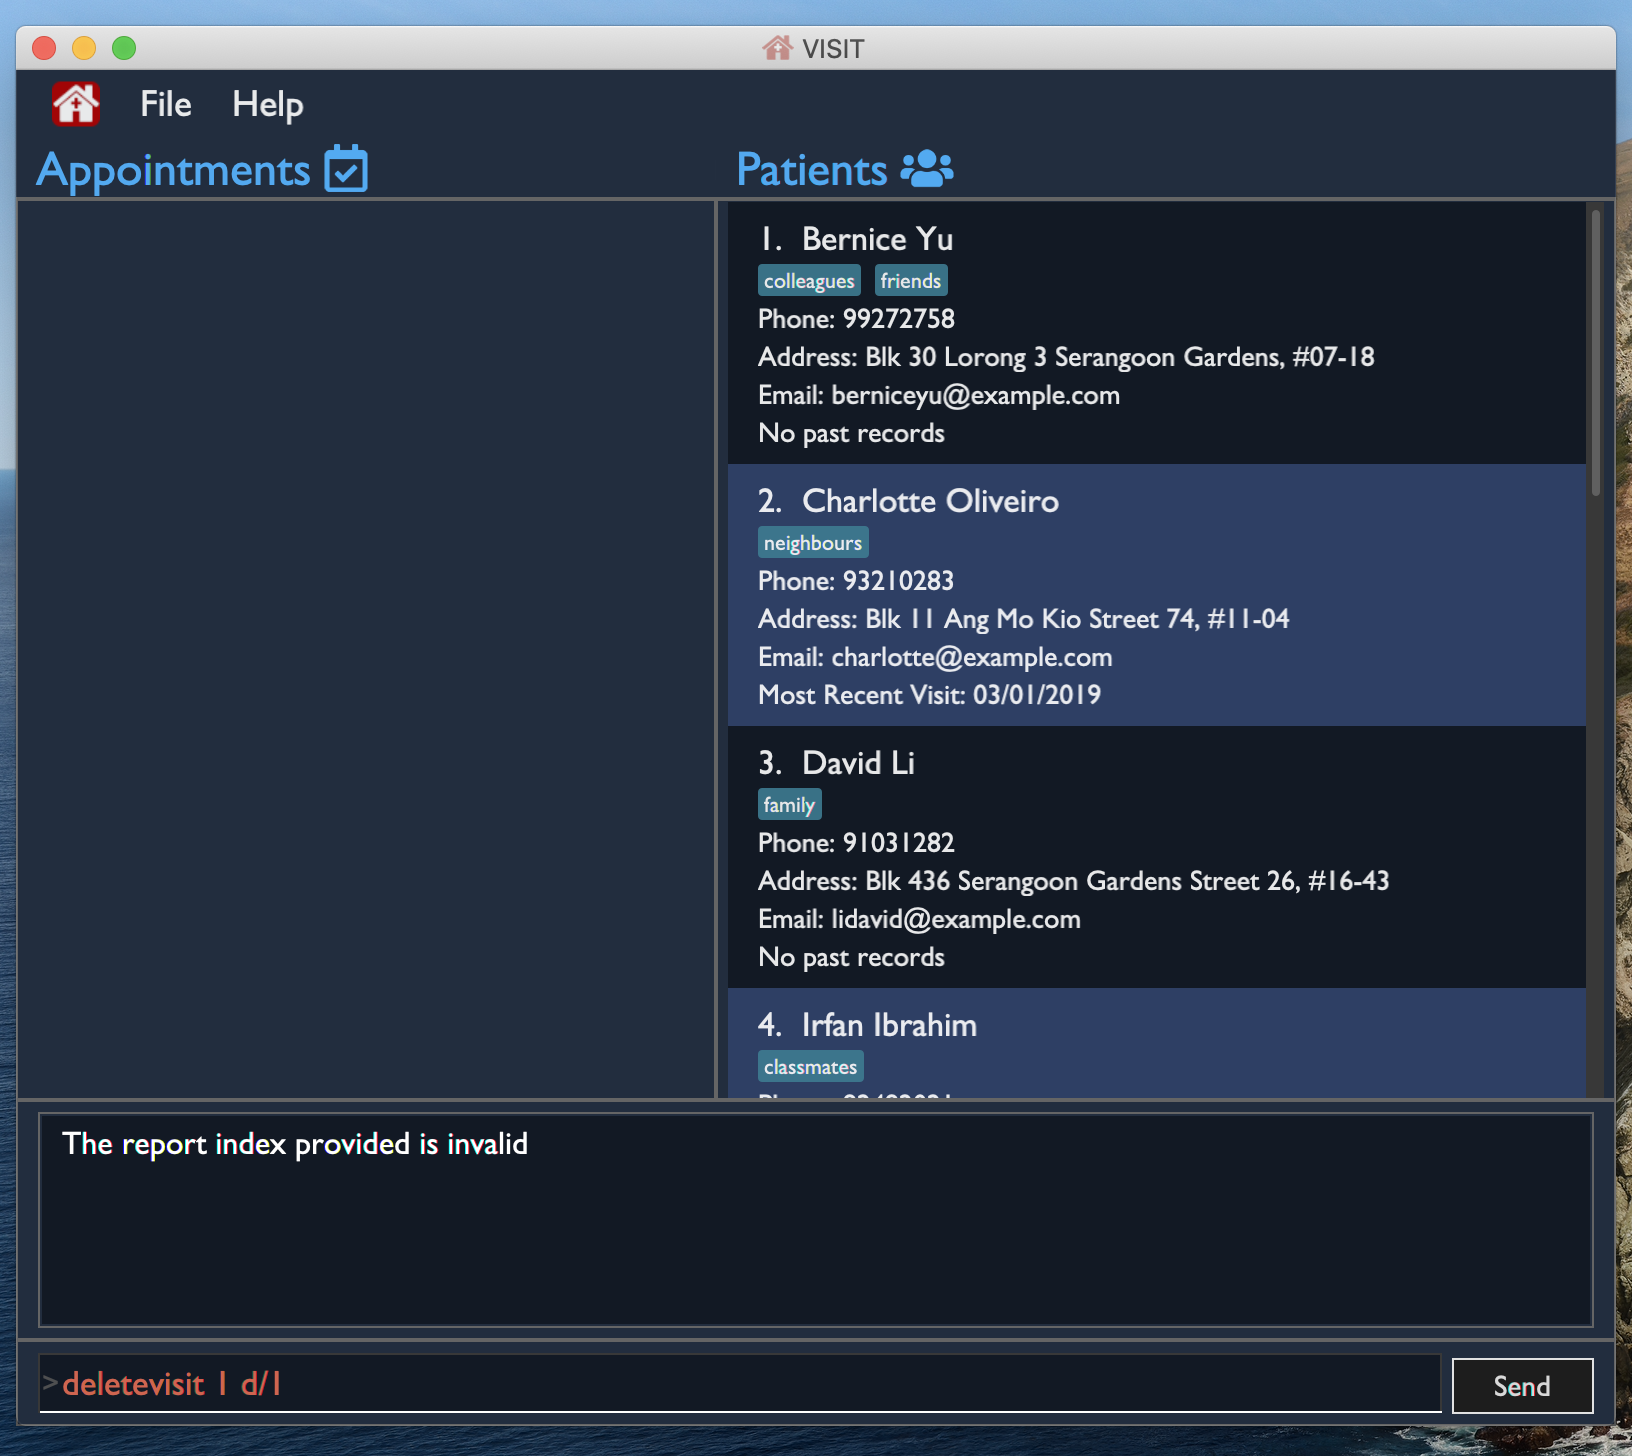 VISIT
File Help
Appointments
Patients
1. Bernice Yu
colleagues friends
Phone: 99272758
Address: Blk 30 Lorong 3 Serangoon Gardens, #07-18
Email: berniceyu@example.com
No past records
2. Charlotte Oliveiro
neighbours
Phone: 93210283
Address: Blk 11 Ang Mo Kio Street 74, #11-04
Email: charlotte@example.com
Most Recent Visit: 03/01/2019
3. David Li
family
Phone: 91031282
Address: Blk 436 Serangoon Gardens Street 26, #16-43
Email: lidavid@example.com
No past records
4. Irfan Ibrahim
classmates
The report index provided is invalid
>deletevisit 1 d/1
Send